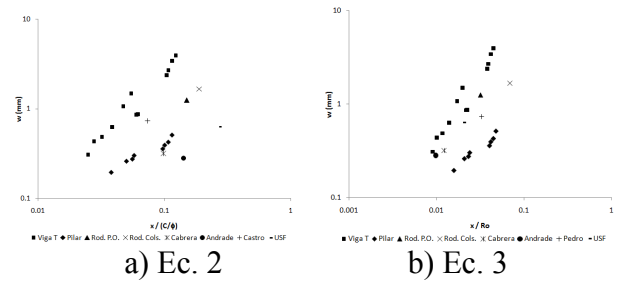 10
10
w (mm)
1
w (mm)
1
0.1
0.1
0.01
0.1
1
0.001
0.01
0.1
1
x / (C/ϕ)
x / Ro
Viga T Pilar Rod. P.O. Rod. Cols. Cabrera Andrade Castro USF
Viga T Pilar Rod. P.O. Rod. Cols. Cabrera Andrade Pedro USF
a) Ec. 2
b) Ec. 3